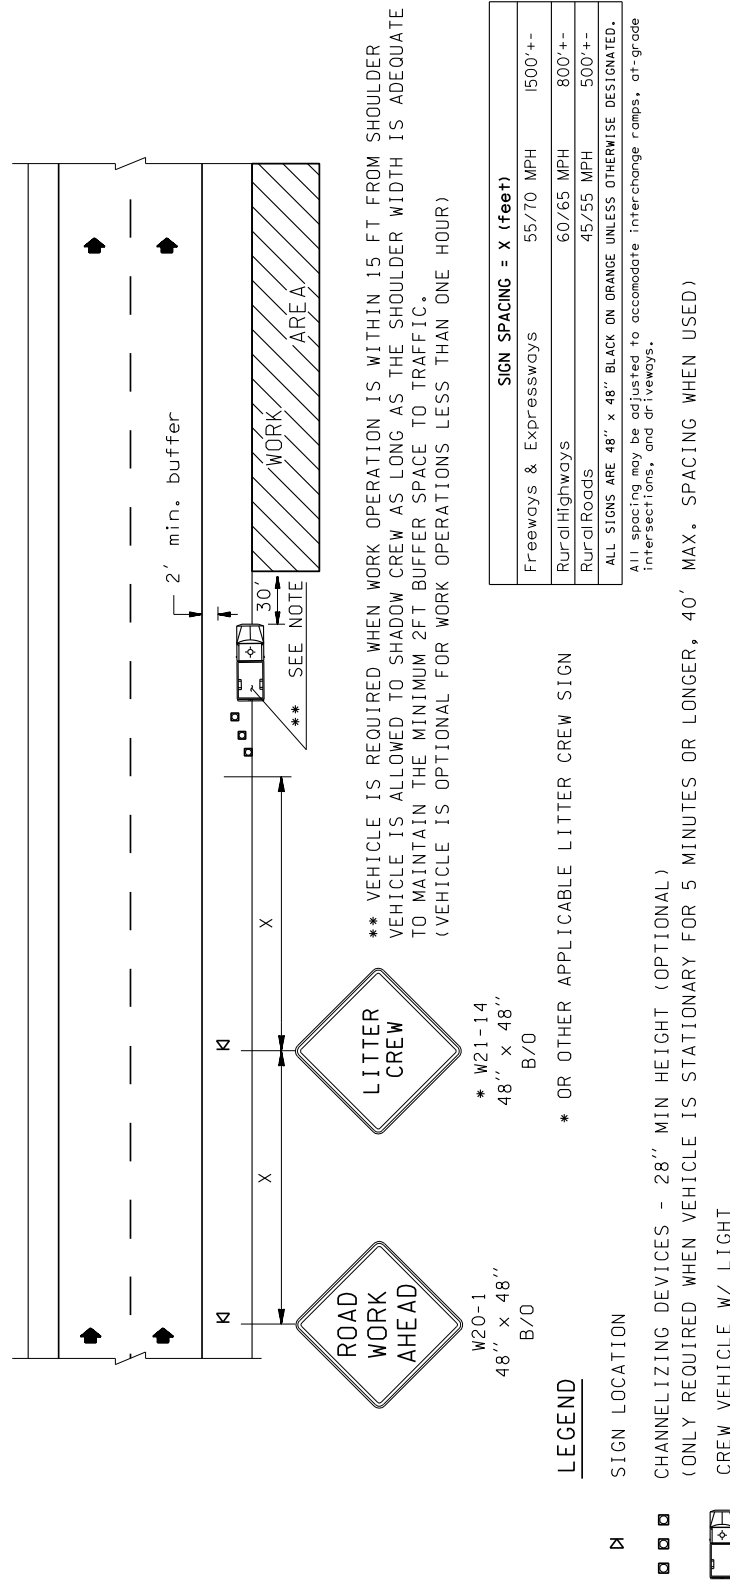 2' min. buffer
WORK AREA
30'
** SEE NOTE
X
X
ROAD
WORK
AHEAD
W20-1
48'' x 48''
B/O
LITTER
CREW
* W21-14
48'' x 48''
B/O
** VEHICLE IS REQUIRED WHEN WORK OPERATION IS WITHIN 15 FT FROM SHOULDER
VEHICLE IS ALLOWED TO SHADOW CREW AS LONG AS THE SHOULDER WIDTH IS ADEQUATE
TO MAINTAIN THE MINIMUM 2FT BUFFER SPACE TO TRAFFIC.
(VEHICLE IS OPTIONAL FOR WORK OPERATIONS LESS THAN ONE HOUR)
SIGN SPACING = X (feet)
Freeways & Expressways 55/70 MPH 1500'+-
Rural Highways 60/65 MPH 800'+-
Rural Roads 45/55 MPH 500'+-
ALL SIGNS ARE 48'' x 48'' BLACK ON ORANGE UNLESS OTHERWISE DESIGNATED.
All spacing may be adjusted to accomodate interchange ramps, at-grade
intersections, and driveways.
* OR OTHER APPLICABLE LITTER CREW SIGN
LEGEND
SIGN LOCATION
CHANNELIZING DEVICES - 28'' MIN HEIGHT (OPTIONAL)
(ONLY REQUIRED WHEN VEHICLE IS STATIONARY FOR 5 MINUTES OR LONGER, 40' MAX. SPACING WHEN USED)
CREW VEHICLE W/ LIGHT